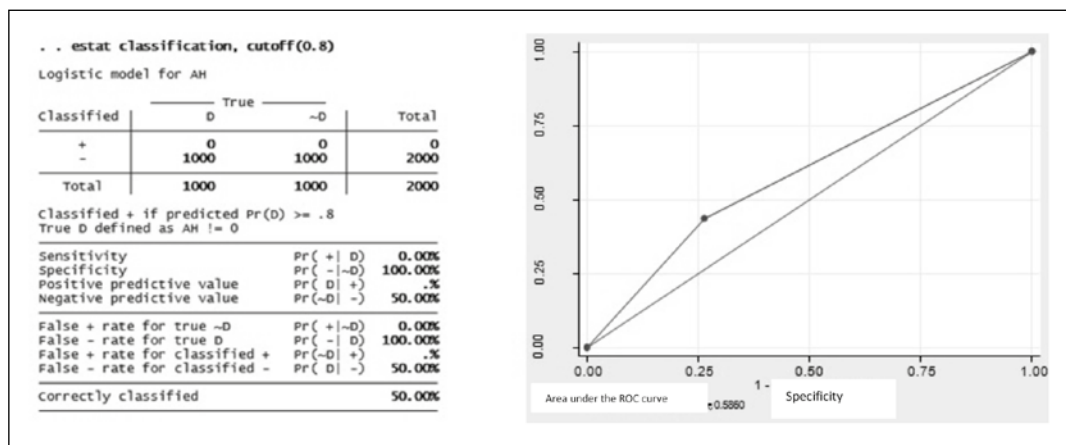 . . estat classification, cutoff(0.8)
Logistic model for AH
True
Classified D ~D Total
+ 0 0 0
- 1000 1000 2000
Total 1000 1000 2000
Classified + if predicted Pr(D) >= .8
True D defined as AH != 0
Sensitivity Pr( +| D) 0.00%
Specificity Pr( -|~D) 100.00%
Positive predictive value Pr( D| +) .%
Negative predictive value Pr(~D| -) 50.00%
False + rate for true ~D Pr( +|~D) 0.00%
False - rate for true D Pr( -| D) 100.00%
False + rate for classified + Pr(~D| +) .%
False - rate for classified - Pr( D| -) 50.00%
Correctly classified 50.00%
1.00
0.75
0.50
0.25
0.00
0.00 0.25 0.50 0.75 1.00
1 - Specificity
Area under the ROC curve
0.5860